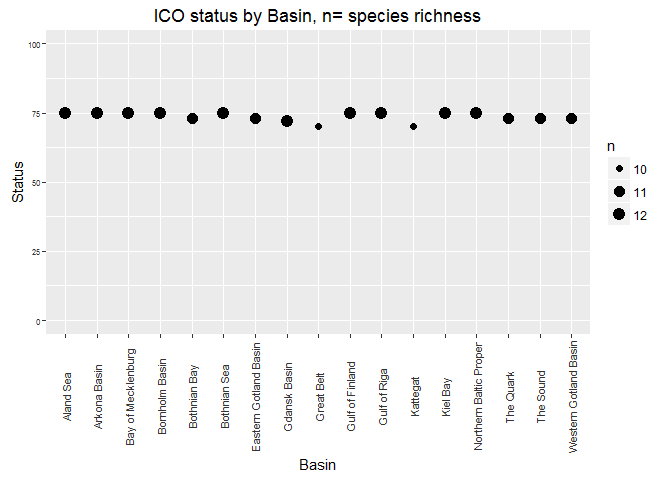 ICO status by Basin, n= species richness
100
75
50
25
0
Status
Aland Sea
Arkona Basin
Bay of Mecklenburg
Bornholm Basin
Bothnian Bay
Bothnian Sea
Eastern Gotland Basin
Gdansk Basin
Great Belt
Gulf of Finland
Gulf of Riga
Kattegat
Kiel Bay
Northern Baltic Proper
The Quark
The Sound
Western Gotland Basin
Basin
n
10
11
12